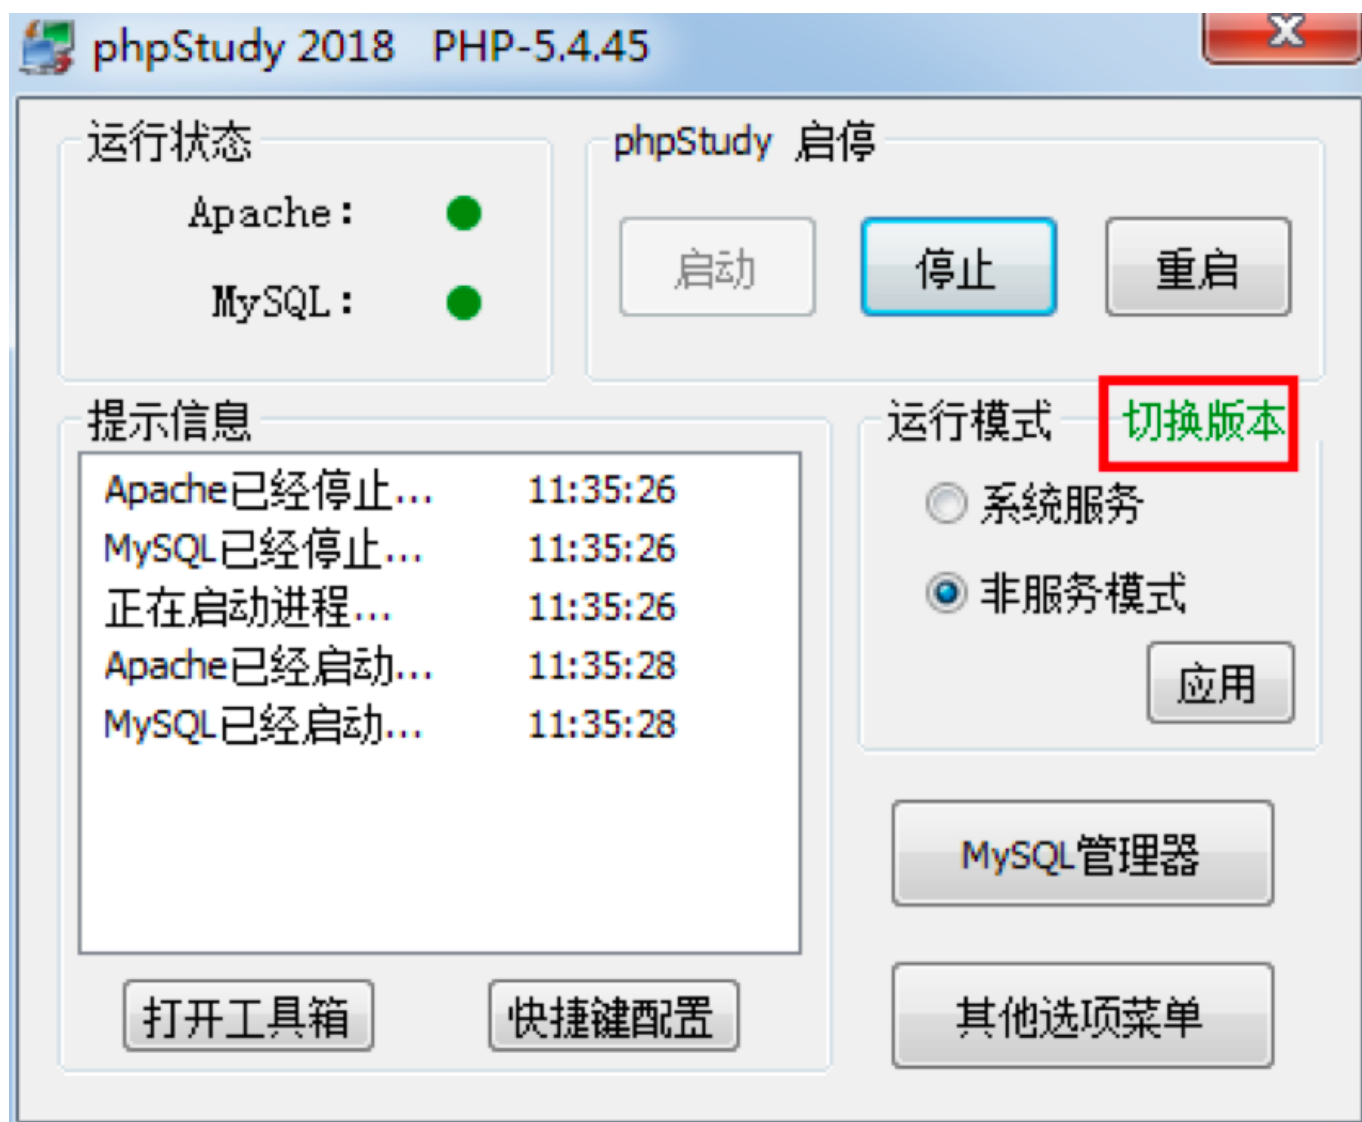 phpStudy 2018 PHP-5.4.45
运行状态
Apache:
MySQL:
phpStudy 启停
启动 停止 重启
提示信息
Apache已经停止... 11:35:26
MySQL已经停止... 11:35:26
正在启动进程... 11:35:26
Apache已经启动... 11:35:28
MySQL已经启动... 11:35:28
打开工具箱 快捷键配置
运行模式 切换版本
系统服务
非服务模式
应用
MySQL管理器
其他选项菜单